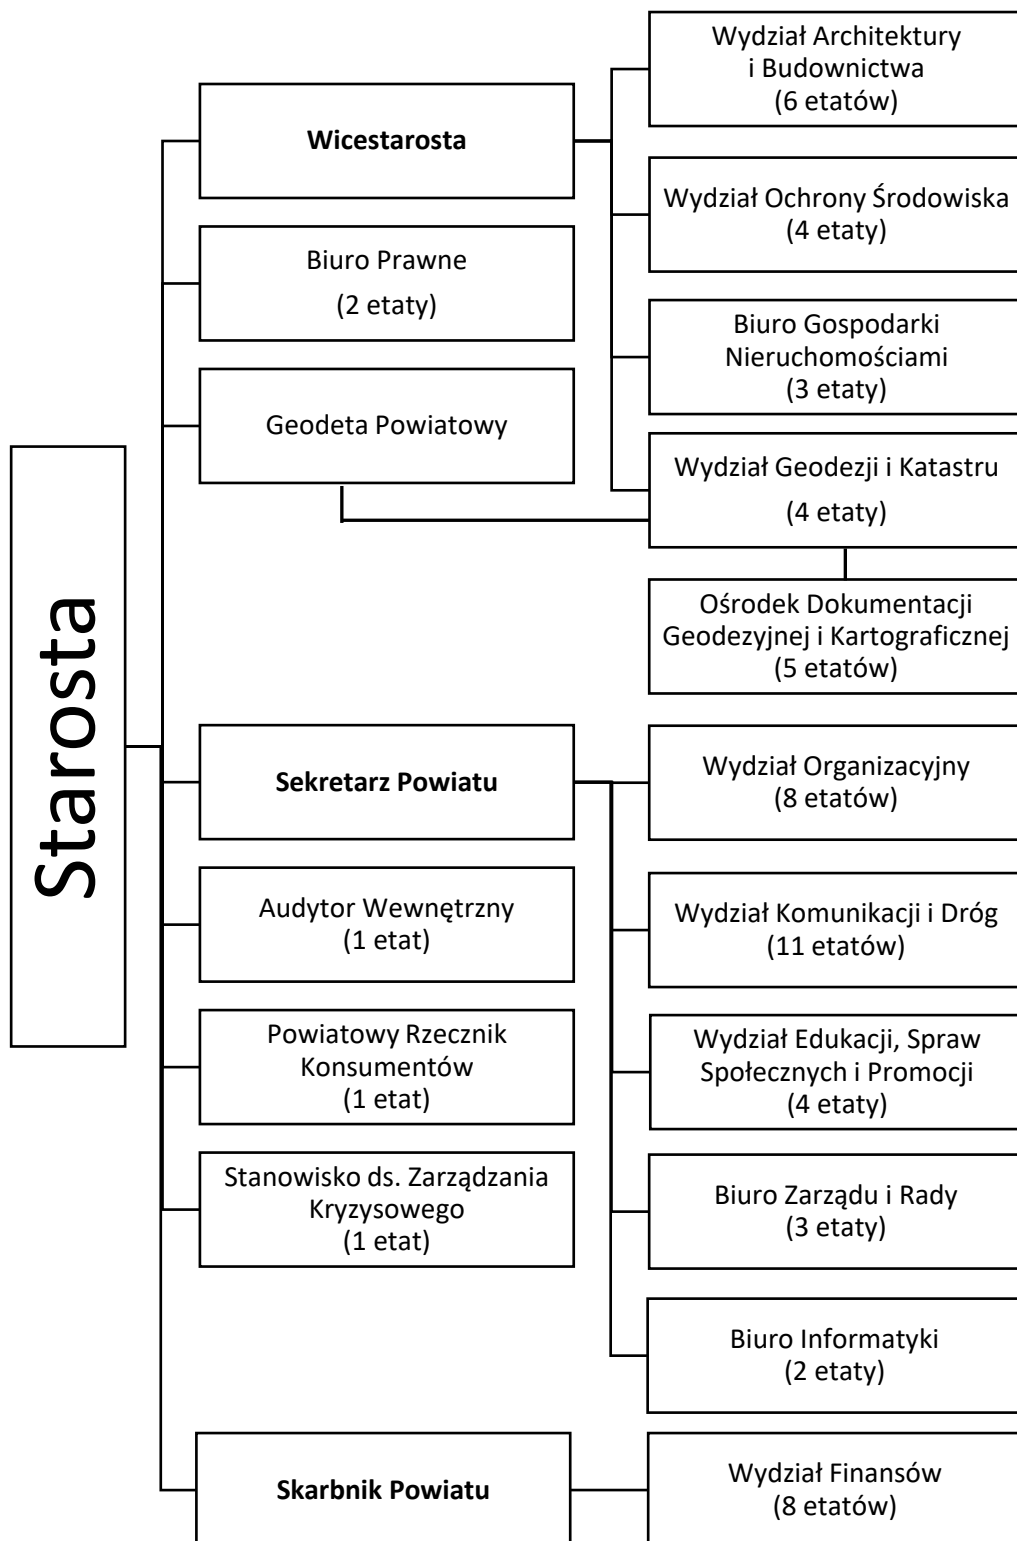 Starosta
Wicestarosta
Biuro Prawne
(2 etaty)
Geodeta Powiatowy
Wydział Architektury
i Budownictwa
(6 etatów)
Wydział Ochrony Środowiska
(4 etaty)
Biuro Gospodarki
Nieruchomościami
(3 etaty)
Wydział Geodezji i Katastru
(4 etaty)
Ośrodek Dokumentacji
Geodezyjnej i Kartograficznej
(5 etatów)
Sekretarz Powiatu
Audytor Wewnętrzny
(1 etat)
Powiatowy Rzecznik
Konsumentów
(1 etat)
Stanowisko ds. Zarządzania
Kryzysowego
(1 etat)
Wydział Organizacyjny
(8 etatów)
Wydział Komunikacji i Dróg
(11 etatów)
Wydział Edukacji, Spraw
Społecznych i Promocji
(4 etaty)
Biuro Zarządu i Rady
(3 etaty)
Biuro Informatyki
(2 etaty)
Skarbnik Powiatu
Wydział Finansów
(8 etatów)